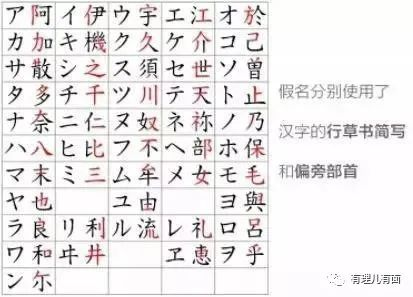 ア阿 イ伊 ウ宇 エ江 オ於
カ加 キ機 ク久 ケ介 コ己
サ散 シ之 ス須 セ世 ソ曽
タ多 チ千 ツ川 テ天 ト止
ナ奈 ニ仁 ヌ奴 ネ祢 ノ乃
ハ八 ヒ比 フ不 ヘ部 ホ保
マ末 ミ三 ム牟 メ女 モ毛
ヤ也 ユ由 ヨ與
ラ良 リ利 ル流 レ礼 ロ呂
ワ和 ヰ井 ヱ恵 ヲ乎
ン尓
假名分别使用了
汉字的行草书简写
和偏旁部首
有理儿有面